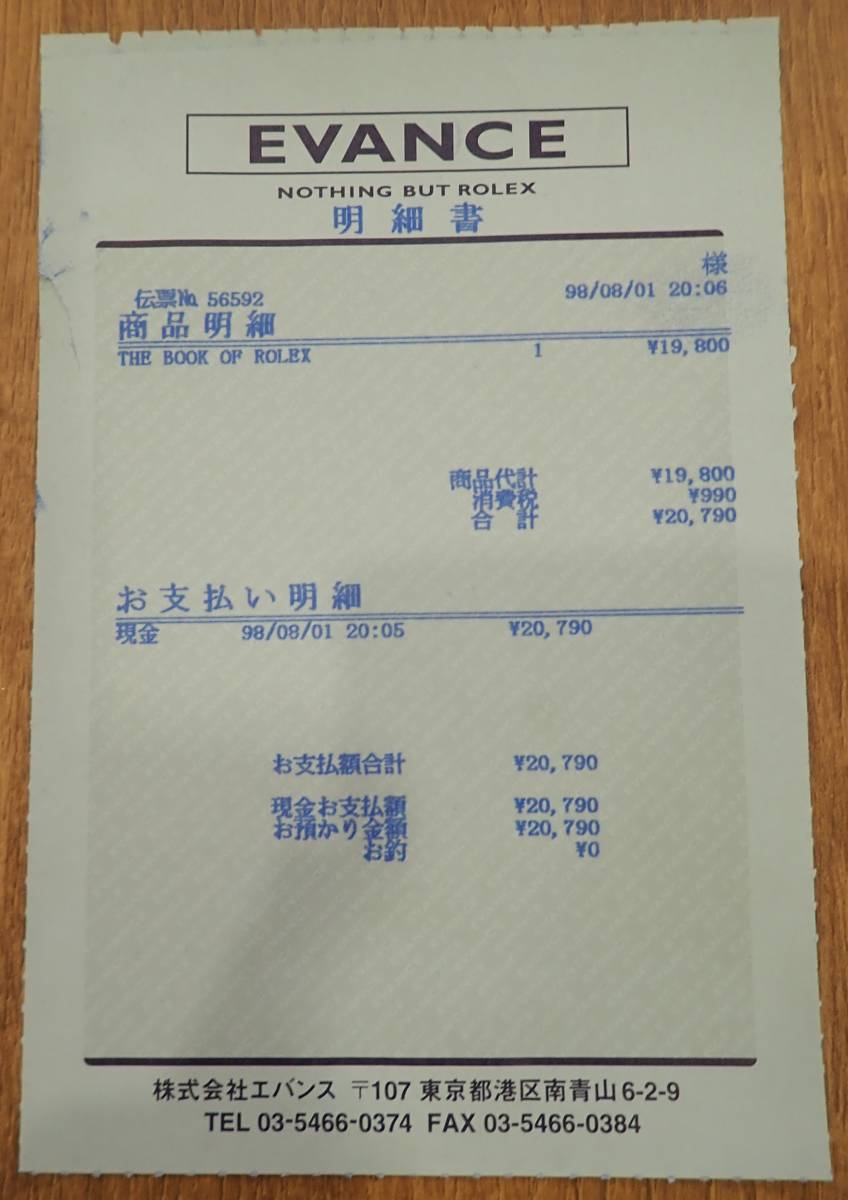 EVANCE
NOTHING BUT ROLEX
明細書
様
伝票№ 56592 98/08/01 20:06
商品明細
THE BOOK OF ROLEX 1 ¥19,800
商品代計 ¥19,800
消費税 ¥990
合 計 ¥20,790
お支払い明細
現金 98/08/01 20:05 ¥20,790
お支払額合計 ¥20,790
現金お支払額 ¥20,790
お預かり金額 ¥20,790
お釣 ¥0
株式会社エバンス 〒107 東京都港区南青山6-2-9
TEL 03-5466-0374 FAX 03-5466-0384